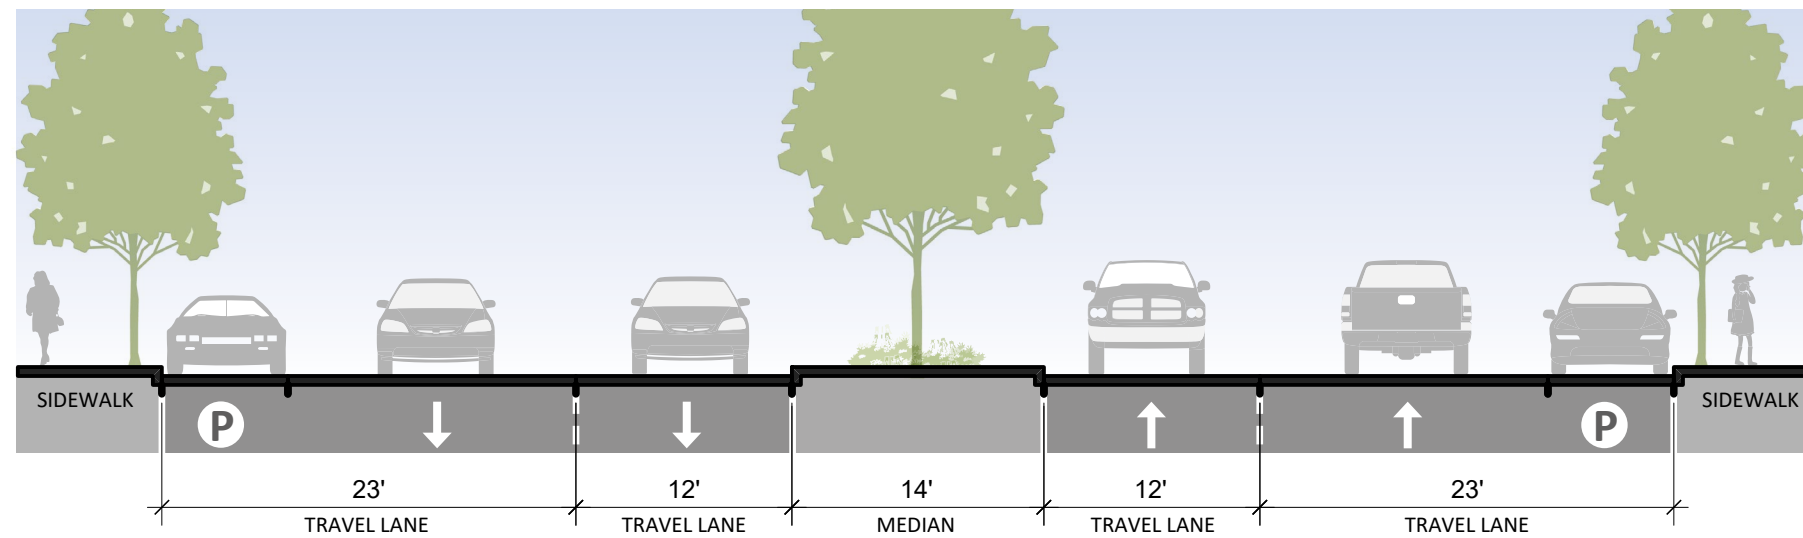 SIDEWALK
SIDEWALK
P
P
23'
12'
14'
12'
23'
TRAVEL LANE
TRAVEL LANE
MEDIAN
TRAVEL LANE
TRAVEL LANE